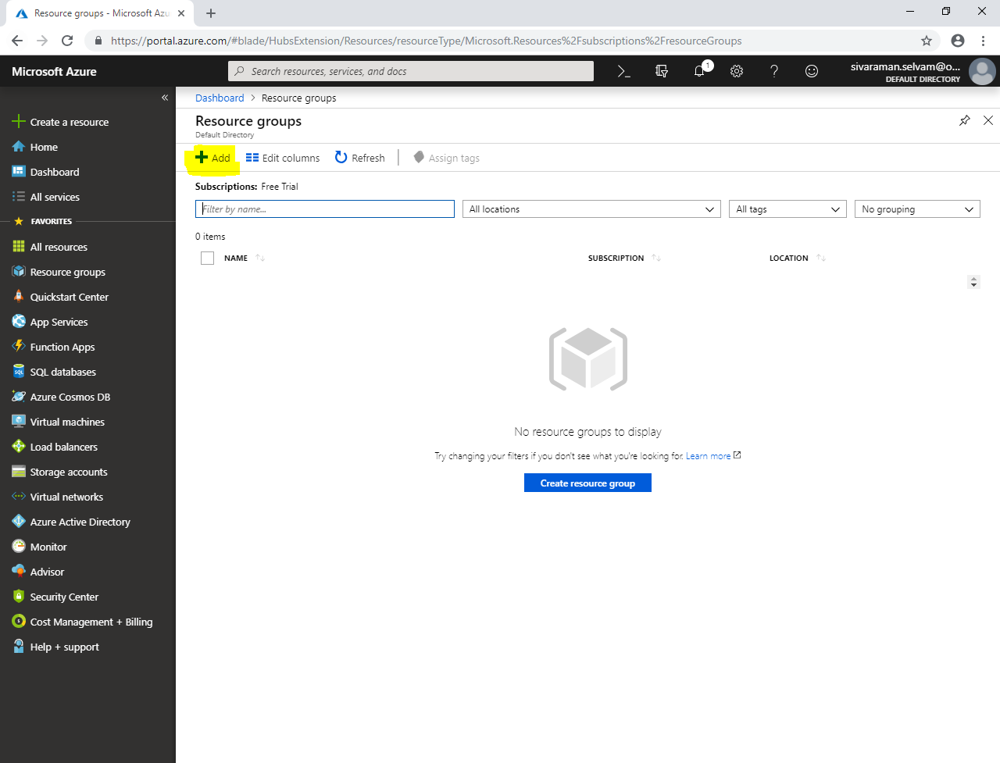 Resource groups - Microsoft Azu
https://portal.azure.com/#blade/HubsExtension/Resources/resourceType/Microsoft.Resources%2Fsubscriptions%2FresourceGroups
Microsoft Azure
Search resources, services, and docs
1
sivaraman.selvam@o...
DEFAULT DIRECTORY
Create a resource
Home
Dashboard
All services
FAVORITES
All resources
Resource groups
Quickstart Center
App Services
Function Apps
SQL databases
Azure Cosmos DB
Virtual machines
Load balancers
Storage accounts
Virtual networks
Azure Active Directory
Monitor
Advisor
Security Center
Cost Management + Billing
Help + support
Dashboard > Resource groups
Resource groups
Default Directory
Add Edit columns Refresh Assign tags
Subscriptions: Free Trial
Filter by name... All locations All tags No grouping
0 items
NAME SUBSCRIPTION LOCATION
No resource groups to display
Try changing your filters if you don't see what you're looking for. Learn more
Create resource group